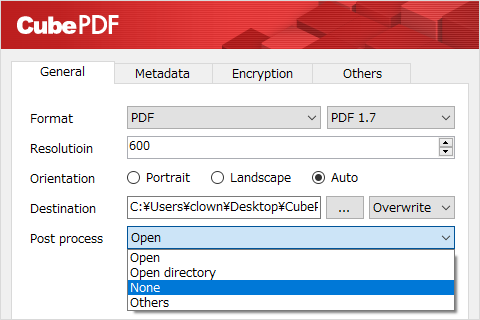 CubePDF
General Metadata Encryption Others
Format PDF PDF 1.7
Resolutioin 600
Orientation Portrait Landscape Auto
Destination C:¥Users¥clown¥Desktop¥CubeP ... Overwrite
Post process Open
Open
Open directory
None
Others